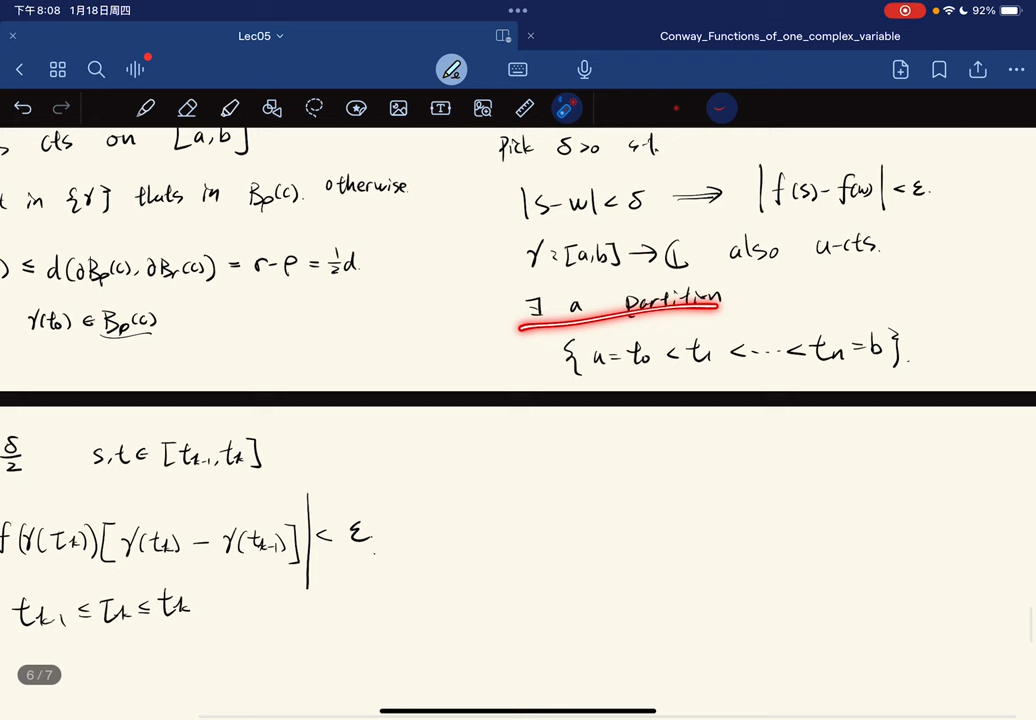 下午8:08 1月18日周四
92%
Lec05
Conway_Functions_of_one_complex_variable
cts on [a,b]
in {γ} that's in Bρ(c). otherwise
) ≤ d(∂Bρ(c), ∂Br(c)) = r-ρ = ½d.
γ(t₀) ∈ Bρ(c)
Pick δ>0 s.t.
|s-w|<δ ⟹ |f(s)-f(w)|<ε.
γ:[a,b]→ℂ also u-cts.
∃ a partition
{a=t₀<t₁<⋯<tₙ=b}.
δ/2 s,t∈[tₖ₋₁,tₖ]
f(γ(τₖ))[γ(tₖ) - γ(tₖ₋₁)]|<ε.
tₖ₋₁ ≤ τₖ ≤ tₖ
6 / 7